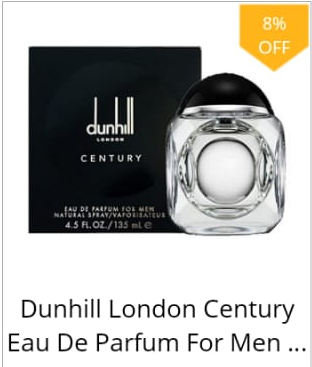 8%
OFF
dunhill
LONDON
CENTURY
EAU DE PARFUM FOR MEN
NATURAL SPRAY/VAPORISATEUR
4.5 FL.OZ./135 ml e
Dunhill London Century
Eau De Parfum For Men ...